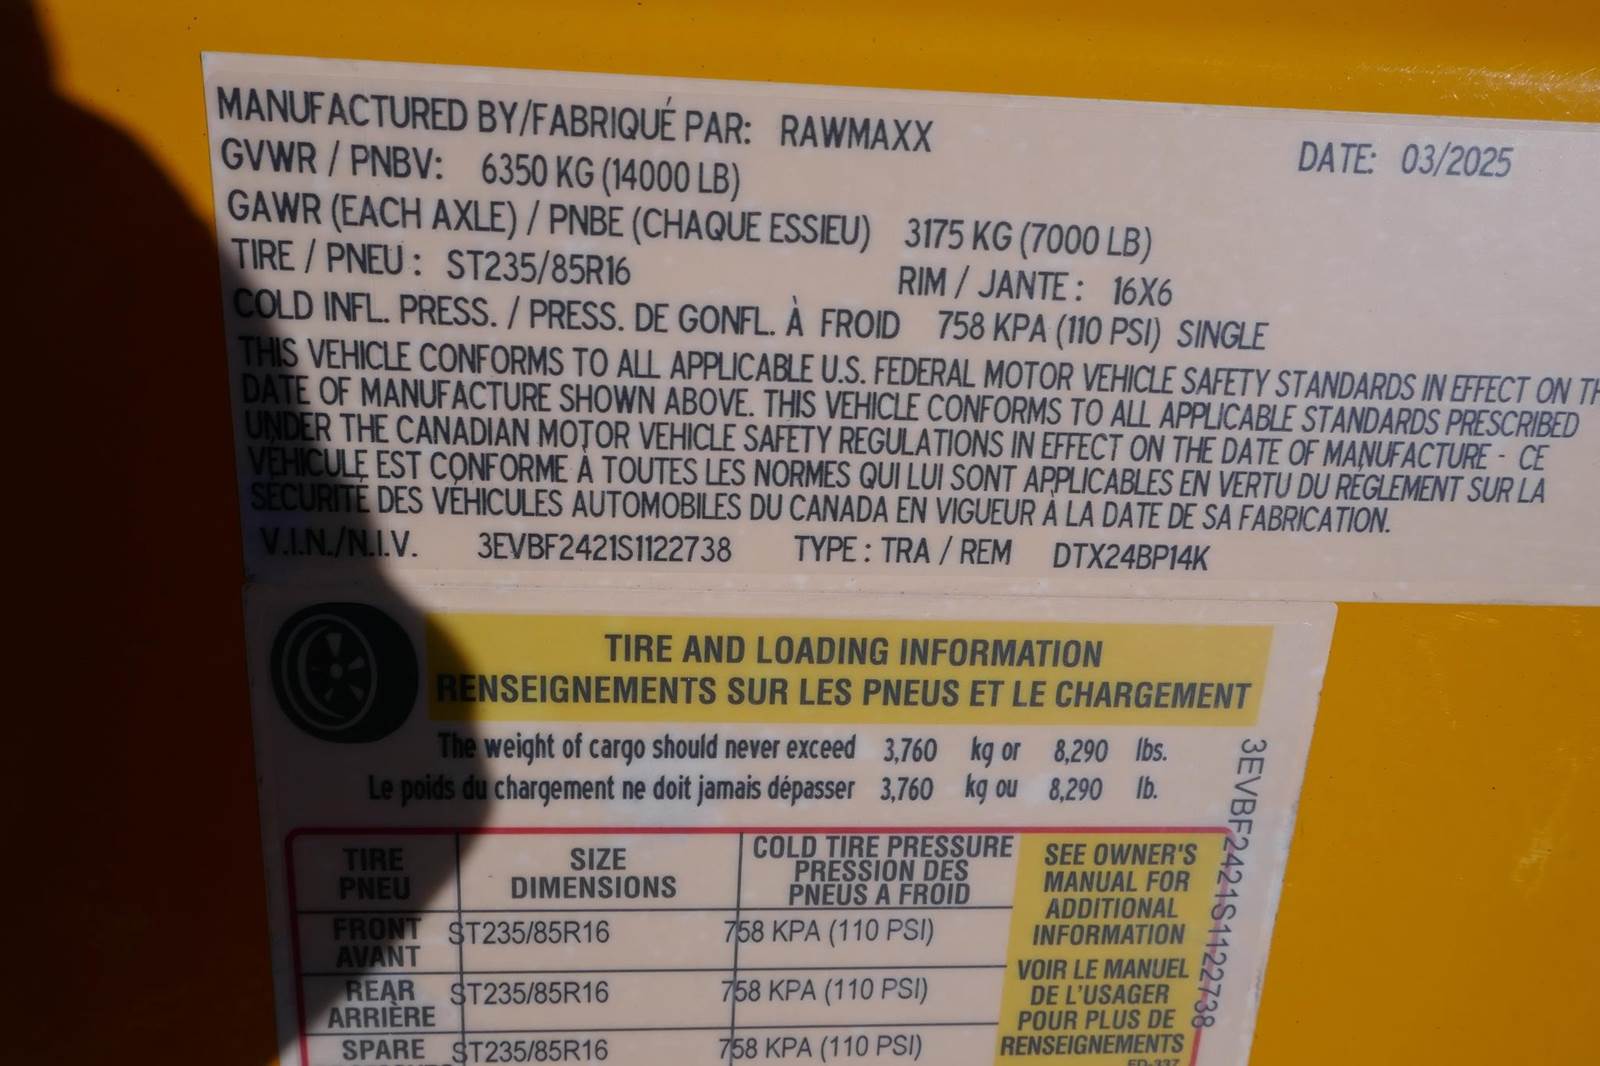 MANUFACTURED BY/FABRIQUÉ PAR: RAWMAXX DATE: 03/2025
GVWR / PNBV: 6350 KG (14000 LB)
GAWR (EACH AXLE) / PNBE (CHAQUE ESSIEU) 3175 KG (7000 LB)
TIRE / PNEU : ST235/85R16 RIM / JANTE : 16X6
COLD INFL. PRESS. / PRESS. DE GONFL. À FROID 758 KPA (110 PSI) SINGLE
THIS VEHICLE CONFORMS TO ALL APPLICABLE U.S. FEDERAL MOTOR VEHICLE SAFETY STANDARDS IN EFFECT ON TH
DATE OF MANUFACTURE SHOWN ABOVE. THIS VEHICLE CONFORMS TO ALL APPLICABLE STANDARDS PRESCRIBED
UNDER THE CANADIAN MOTOR VEHICLE SAFETY REGULATIONS IN EFFECT ON THE DATE OF MANUFACTURE - CE
VÉHICULE EST CONFORME À TOUTES LES NORMES QUI LUI SONT APPLICABLES EN VERTU DU RÈGLEMENT SUR LA
SÉCURITÉ DES VÉHICULES AUTOMOBILES DU CANADA EN VIGUEUR À LA DATE DE SA FABRICATION.
V.I.N./N.I.V. 3EVBF2421S1122738 TYPE : TRA / REM DTX24BP14K
TIRE AND LOADING INFORMATION
RENSEIGNEMENTS SUR LES PNEUS ET LE CHARGEMENT
The weight of cargo should never exceed 3,760 kg or 8,290 lbs.
Le poids du chargement ne doit jamais dépasser 3,760 kg ou 8,290 lb.
TIRE
PNEU
SIZE
DIMENSIONS
COLD TIRE PRESSURE
PRESSION DES
PNEUS A FROID
FRONT
AVANT
ST235/85R16 758 KPA (110 PSI)
REAR
ARRIÈRE
ST235/85R16 758 KPA (110 PSI)
SPARE ST235/85R16 758 KPA (110 PSI)
SEE OWNER'S
MANUAL FOR
ADDITIONAL
INFORMATION
VOIR LE MANUEL
DE L'USAGER
POUR PLUS DE
RENSEIGNEMENTS
3EVBF2421S1122738